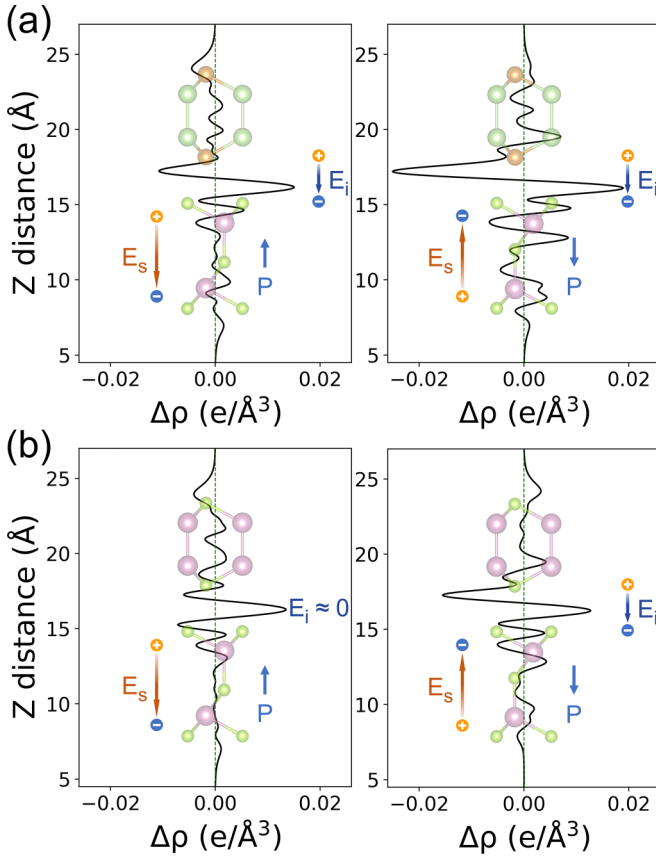 (a)
Z distance (Å)
25
20
15
10
5
+
Eᵢ
−
+
Eₛ
−
P
−0.02
0.00
0.02
Δρ (e/Å³)
25
20
15
10
5
+
Eᵢ
−
−
Eₛ
+
P
−0.02
0.00
0.02
Δρ (e/Å³)
(b)
Z distance (Å)
25
20
15
10
5
Eᵢ ≈ 0
+
Eₛ
−
P
−0.02
0.00
0.02
Δρ (e/Å³)
25
20
15
10
5
+
Eᵢ
−
−
Eₛ
+
P
−0.02
0.00
0.02
Δρ (e/Å³)